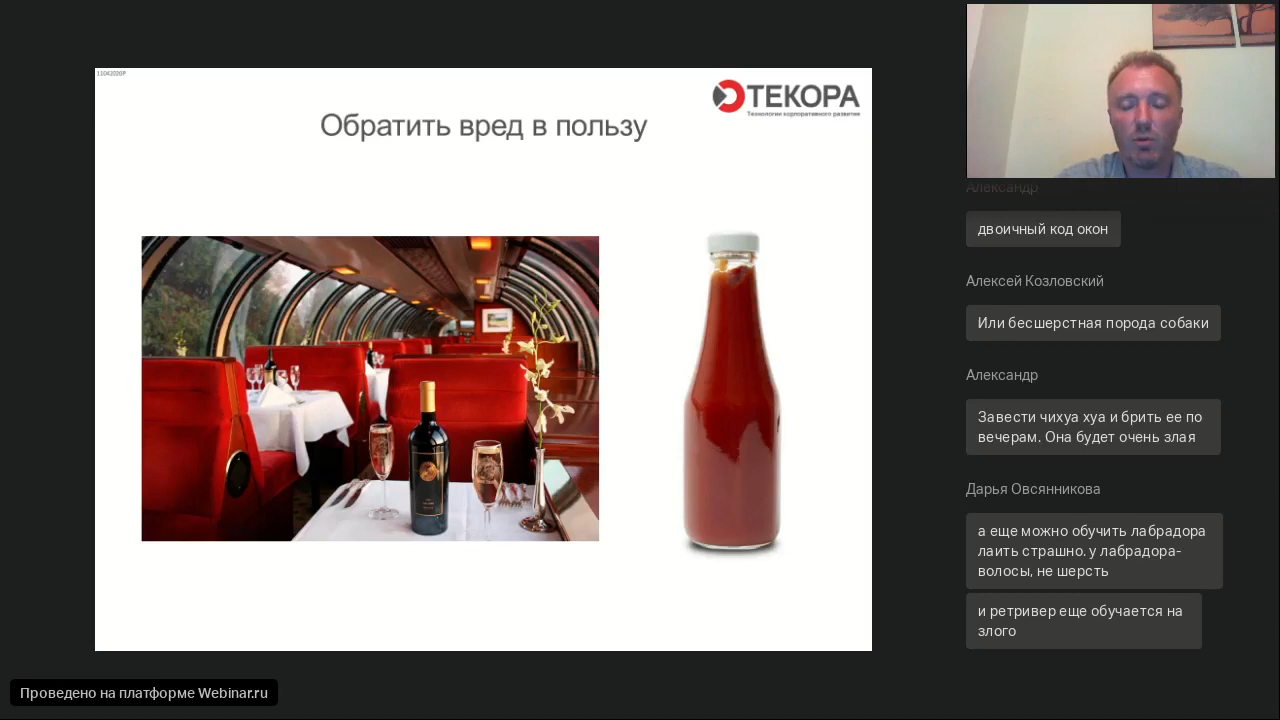 11042020P
ТЕКОРА
Технологии корпоративного развития
Обратить вред в пользу
Александр
двоичный код окон
Алексей Козловский
Или бесшерстная порода собаки
Александр
Завести чихуа хуа и брить ее по
вечерам. Она будет очень злая
Дарья Овсянникова
а еще можно обучить лабрадора
лаить страшно. у лабрадора-
волосы, не шерсть
и ретривер еще обучается на
злого
Проведено на платформе Webinar.ru